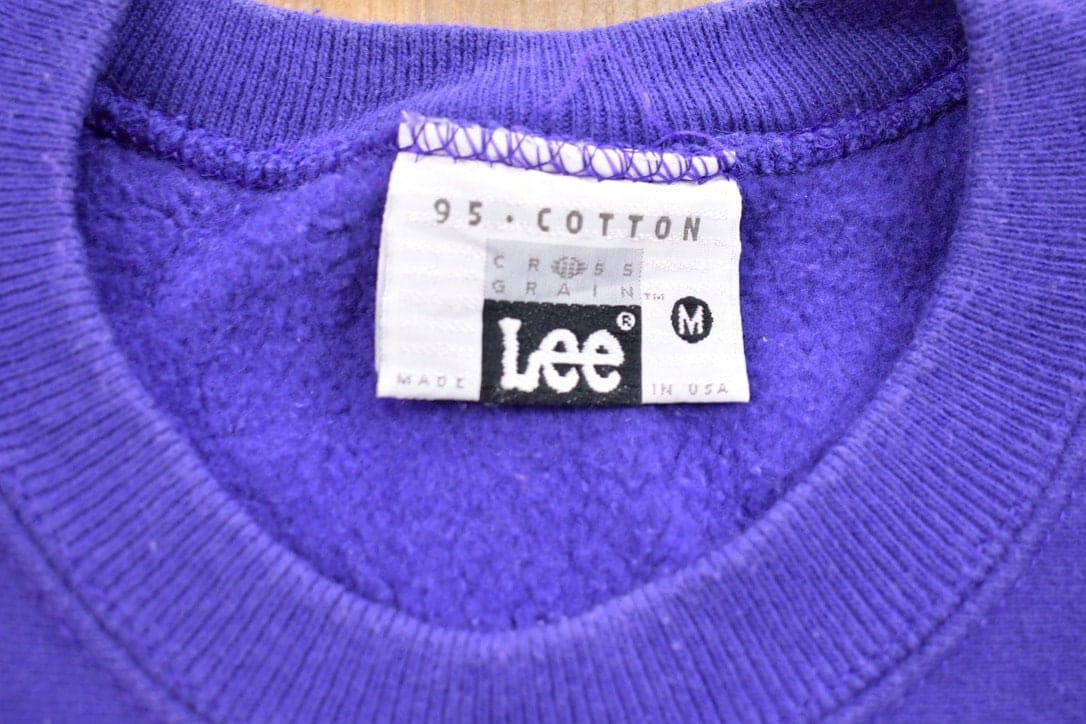 95 • COTTON
CROSS
GRAIN™
Lee®
M
MADE IN USA